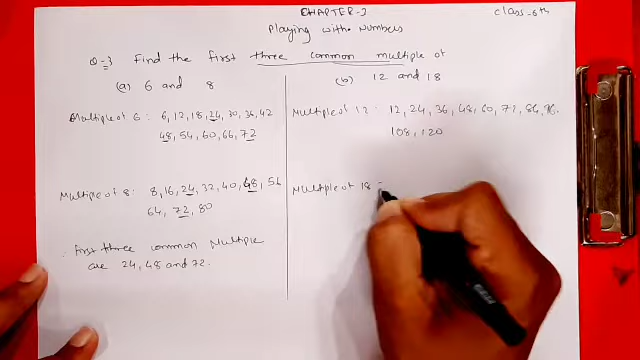 CHAPTER-3
Class-6th
Playing with Numbers
Q-3 Find the first three common multiple of
(a) 6 and 8
Multiple of 6 : 6, 12, 18, 24, 30, 36, 42
48, 54, 60, 66, 72
Multiple of 8: 8, 16, 24, 32, 40, 48, 56
64, 72, 80
∴ first three common Multiple
are 24, 48 and 72.
(b) 12 and 18
Multiple of 12 : 12, 24, 36, 48, 60, 72, 84, 96,
108, 120
Multiple of 18